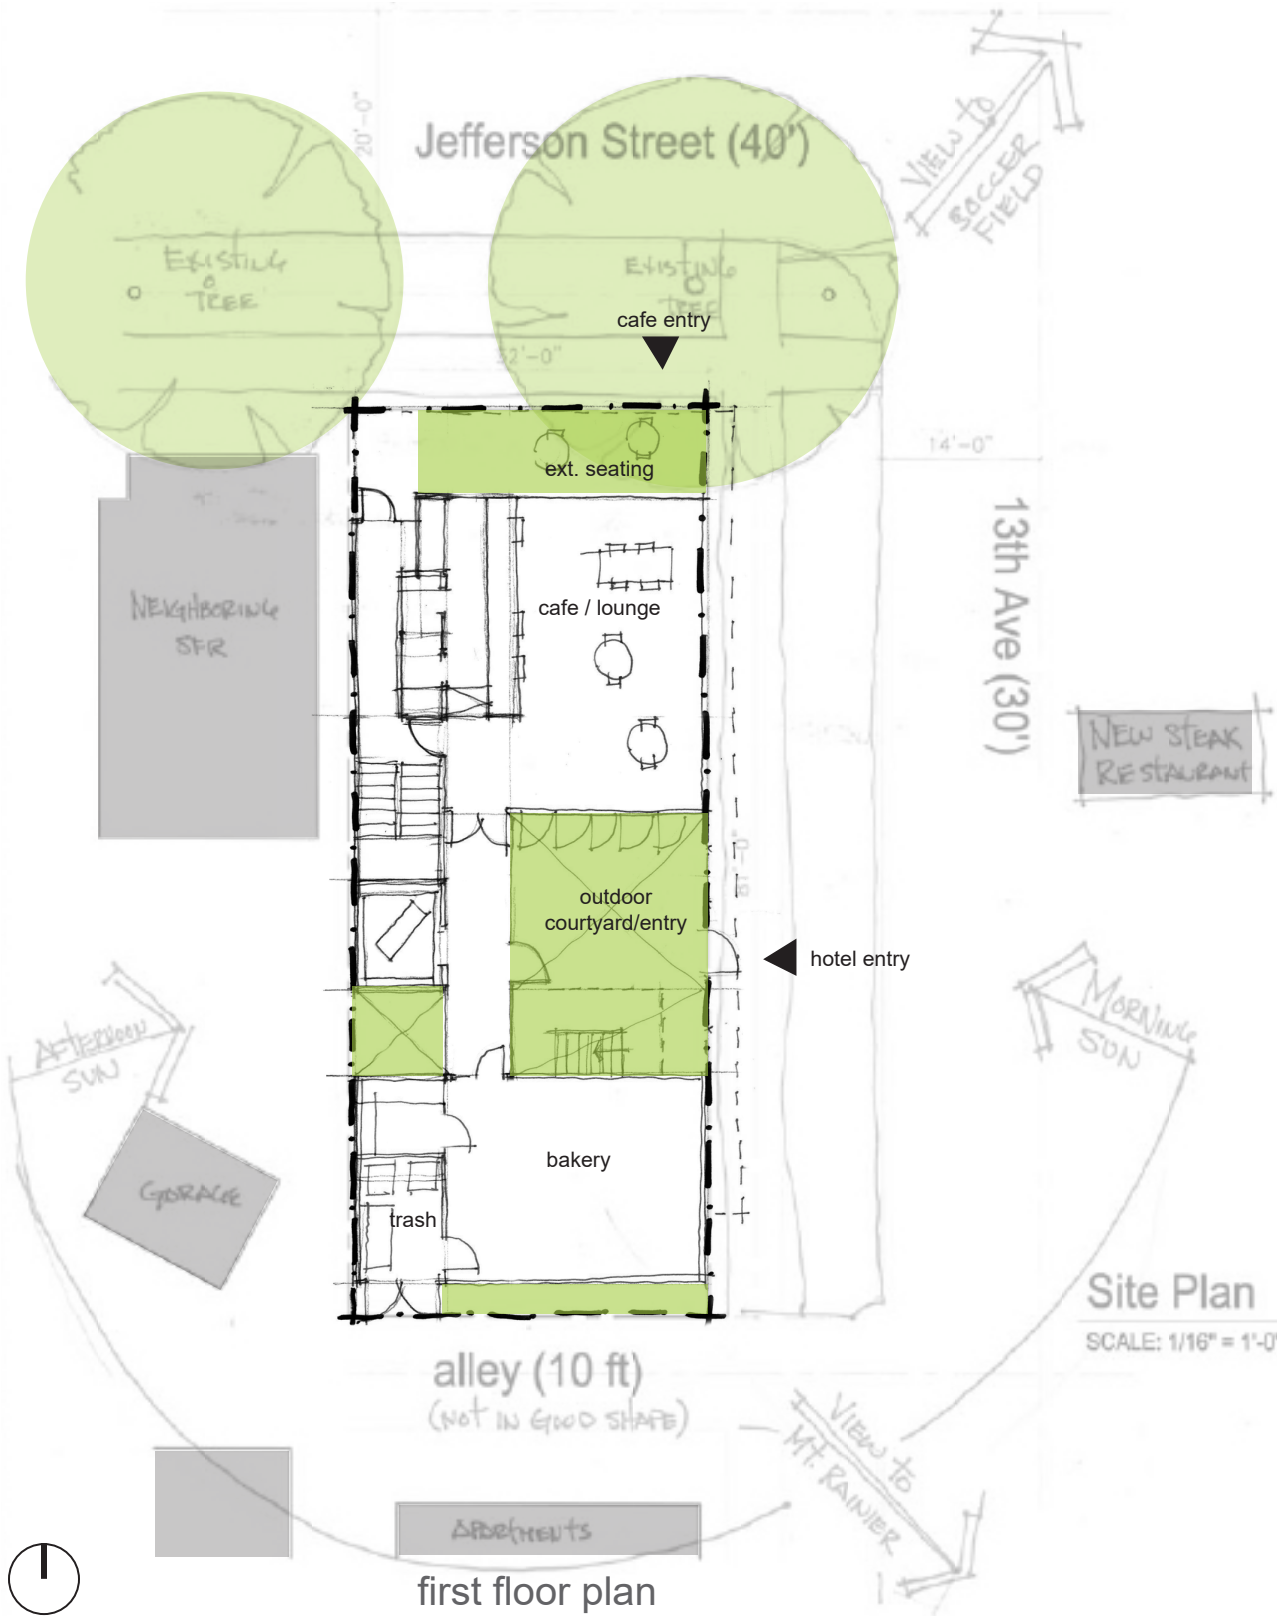 20'-0"
Jefferson Street (40')
VIEW to
SOCCER
FIELD
EXISTING
TREE
EXISTING
TREE
cafe entry
32'-0"
ext. seating
14'-0"
13th Ave (30')
NEIGHBORING
SFR
cafe / lounge
NEW STEAK
RESTAURANT
outdoor
courtyard/entry
hotel entry
AFTERNOON
SUN
MORNING
SUN
bakery
GARAGE
trash
Site Plan
SCALE: 1/16" = 1'-0"
alley (10 ft)
(NOT IN GOOD SHAPE)
VIEW to
MT. RAINIER
APARTMENTS
first floor plan